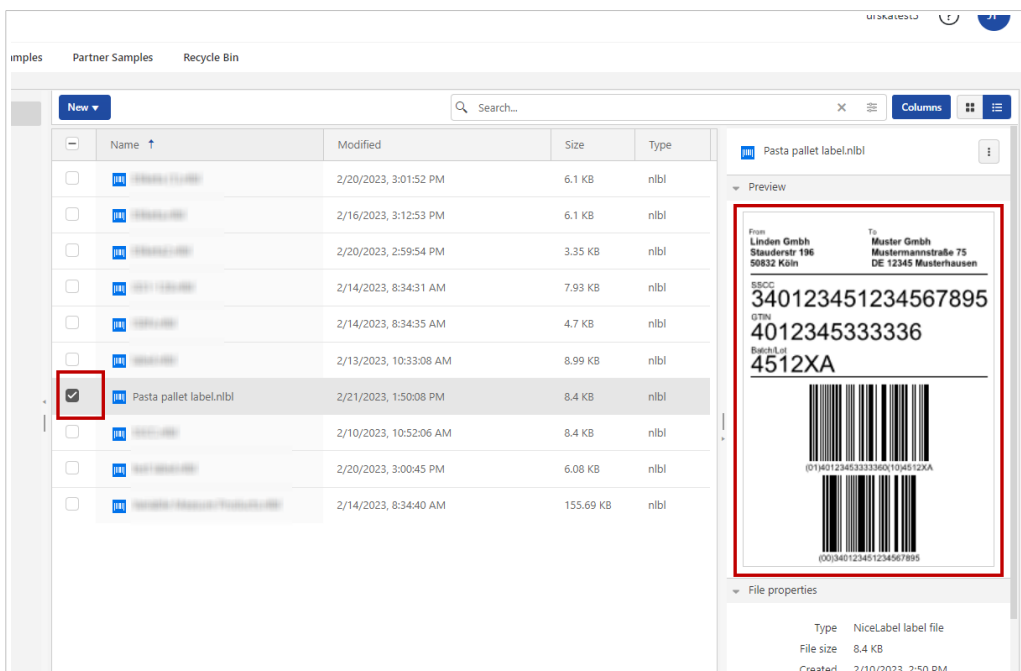 urskatest5 ?
mples Partner Samples Recycle Bin
New Search... Columns
Name Modified Size Type
Pasta pallet label.nlbl
2/20/2023, 3:01:52 PM 6.1 KB nlbl
Preview
2/16/2023, 3:12:53 PM 6.1 KB nlbl
2/20/2023, 2:59:54 PM 3.35 KB nlbl
2/14/2023, 8:34:31 AM 7.93 KB nlbl
2/14/2023, 8:34:35 AM 4.7 KB nlbl
2/13/2023, 10:33:08 AM 8.99 KB nlbl
Pasta pallet label.nlbl 2/21/2023, 1:50:08 PM 8.4 KB nlbl
2/10/2023, 10:52:06 AM 8.4 KB nlbl
2/20/2023, 3:00:45 PM 6.08 KB nlbl
2/14/2023, 8:34:40 AM 155.69 KB nlbl
From To
Linden Gmbh Muster Gmbh
Stauderstr 196 Mustermannstraße 75
50832 Köln DE 12345 Musterhausen
SSCC
340123451234567895
GTIN
4012345333336
Batch/Lot
4512XA
(01)40123453333360(10)4512XA
(00)340123451234567895
File properties
Type NiceLabel label file
File size 8.4 KB
Created 2/10/2023, 2:50 PM